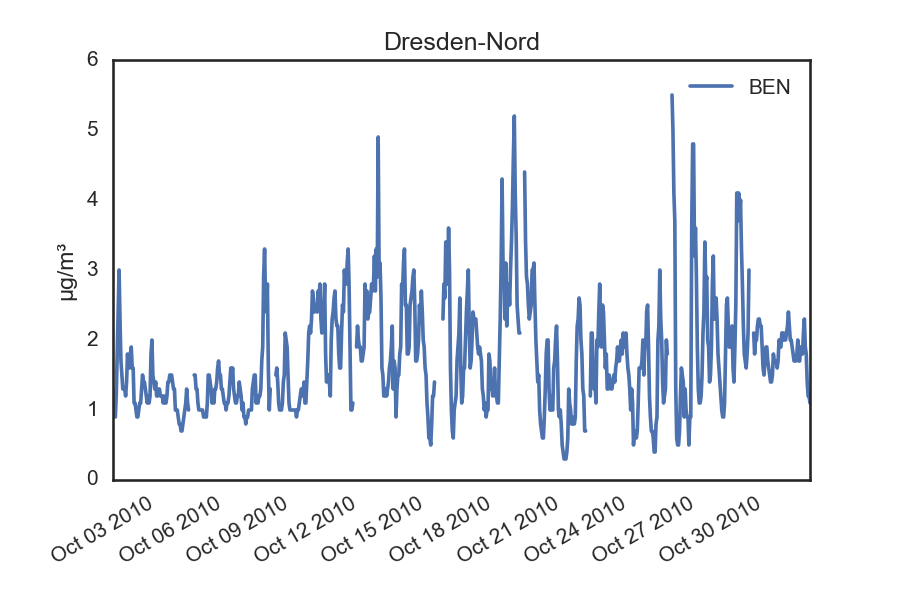 Dresden-Nord
BEN
µg/m³
6
5
4
3
2
1
0
Oct 03 2010
Oct 06 2010
Oct 09 2010
Oct 12 2010
Oct 15 2010
Oct 18 2010
Oct 21 2010
Oct 24 2010
Oct 27 2010
Oct 30 2010